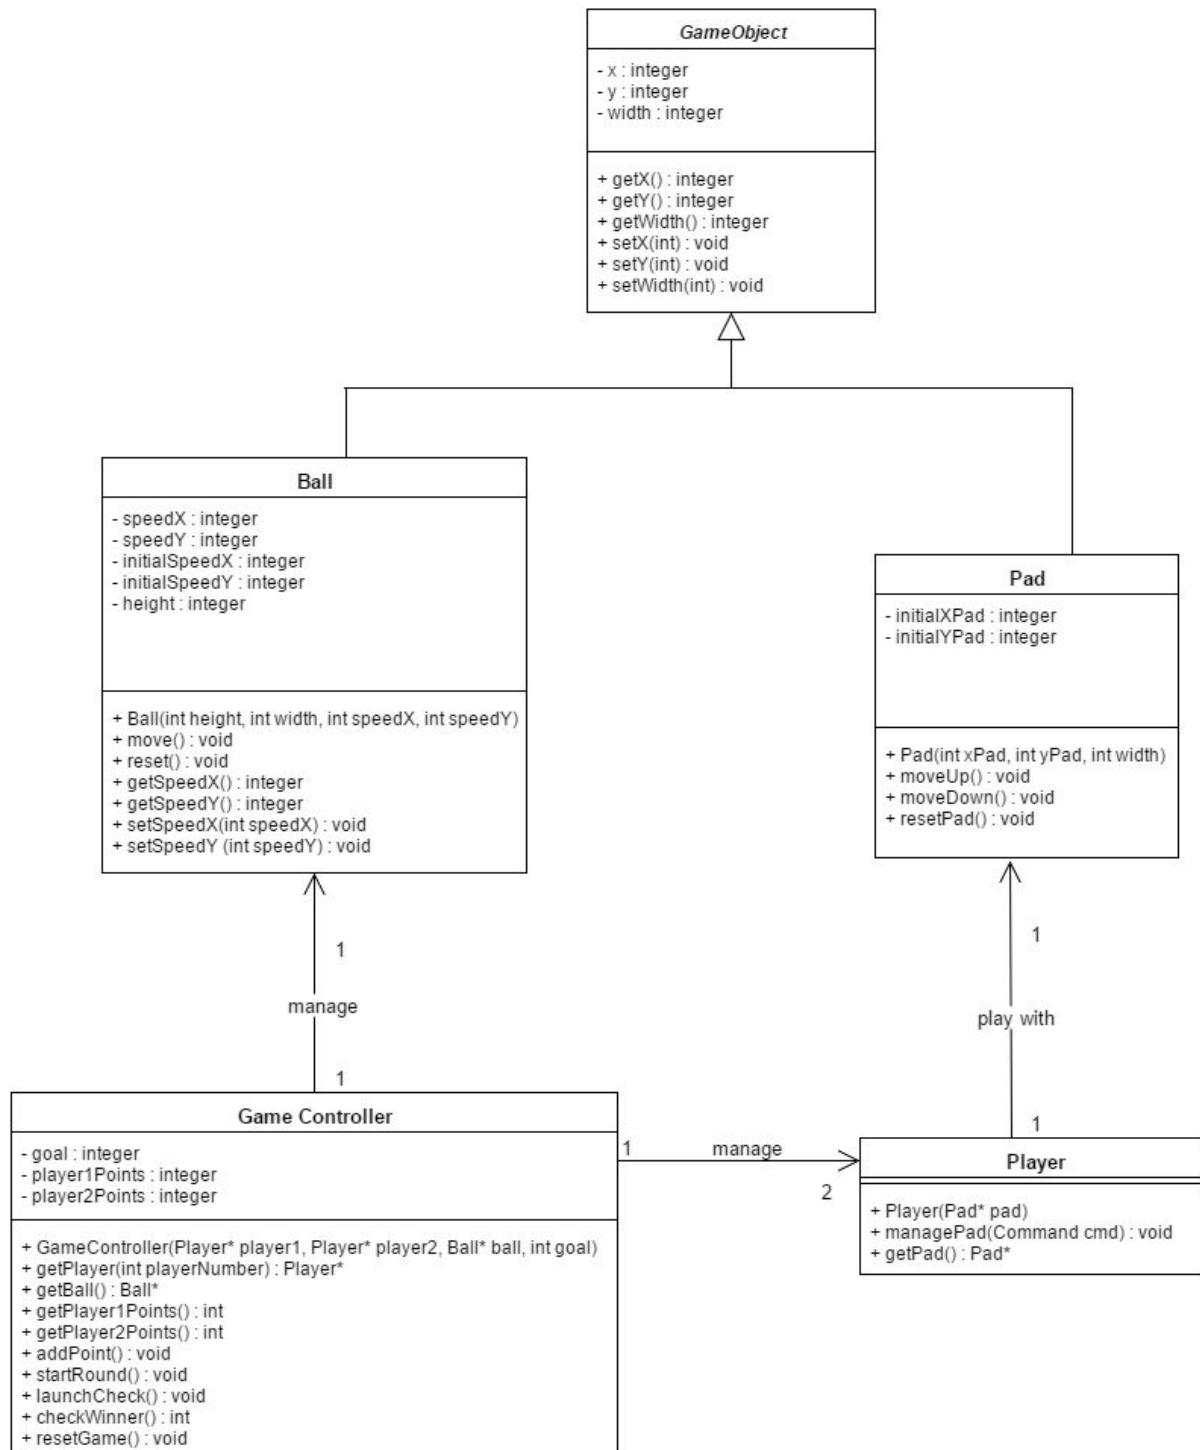 GameObject
- x : integer
- y : integer
- width : integer
+ getX() : integer
+ getY() : integer
+ getWidth() : integer
+ setX(int) : void
+ setY(int) : void
+ setWidth(int) : void
Ball
- speedX : integer
- speedY : integer
- initialSpeedX : integer
- initialSpeedY : integer
- height : integer
+ Ball(int height, int width, int speedX, int speedY)
+ move() : void
+ reset() : void
+ getSpeedX() : integer
+ getSpeedY() : integer
+ setSpeedX(int speedX) : void
+ setSpeedY (int speedY) : void
Pad
- initialXPad : integer
- initialYPad : integer
+ Pad(int xPad, int yPad, int width)
+ moveUp() : void
+ moveDown() : void
+ resetPad() : void
1
manage
1
1
play with
1
Game Controller
- goal : integer
- player1Points : integer
- player2Points : integer
+ GameController(Player* player1, Player* player2, Ball* ball, int goal)
+ getPlayer(int playerNumber) : Player*
+ getBall() : Ball*
+ getPlayer1Points() : int
+ getPlayer2Points() : int
+ addPoint() : void
+ startRound() : void
+ launchCheck() : void
+ checkWinner() : int
+ resetGame() : void
1
manage
2
Player
+ Player(Pad* pad)
+ managePad(Command cmd) : void
+ getPad() : Pad*